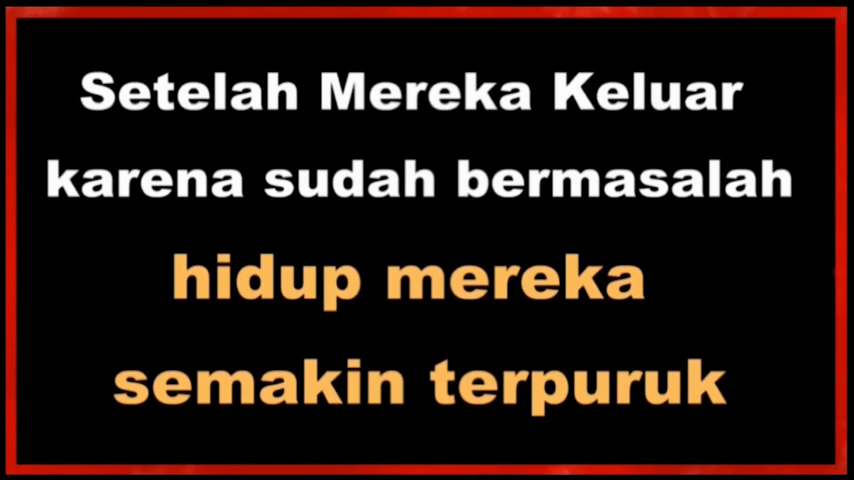 Setelah Mereka Keluar
karena sudah bermasalah
hidup mereka
semakin terpuruk